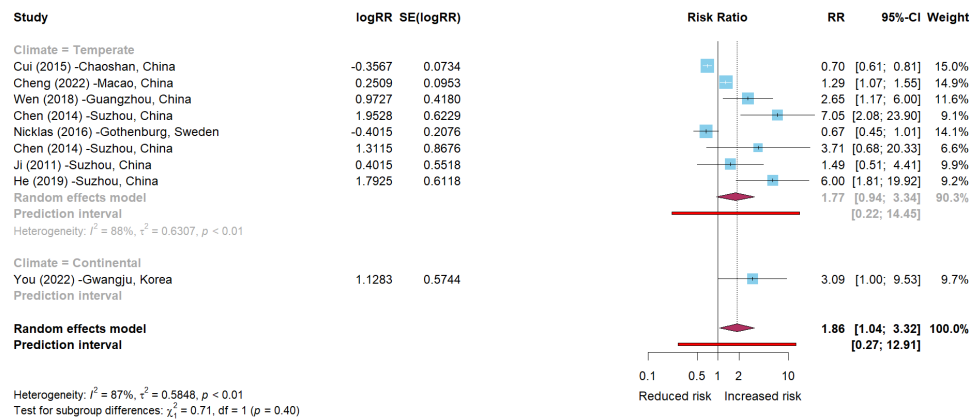 Study logRR SE(logRR) Risk Ratio RR 95%-CI Weight
Climate = Temperate
Cui (2015) -Chaoshan, China -0.3567 0.0734 0.70 [0.61; 0.81] 15.0%
Cheng (2022) -Macao, China 0.2509 0.0953 1.29 [1.07; 1.55] 14.9%
Wen (2018) -Guangzhou, China 0.9727 0.4180 2.65 [1.17; 6.00] 11.6%
Chen (2014) -Suzhou, China 1.9528 0.6229 7.05 [2.08; 23.90] 9.1%
Nicklas (2016) -Gothenburg, Sweden -0.4015 0.2076 0.67 [0.45; 1.01] 14.1%
Chen (2014) -Suzhou, China 1.3115 0.8676 3.71 [0.68; 20.33] 6.6%
Ji (2011) -Suzhou, China 0.4015 0.5518 1.49 [0.51; 4.41] 9.9%
He (2019) -Suzhou, China 1.7925 0.6118 6.00 [1.81; 19.92] 9.2%
Random effects model 1.77 [0.94; 3.34] 90.3%
Prediction interval [0.22; 14.45]
Heterogeneity: I² = 88%, τ² = 0.6307, p < 0.01
Climate = Continental
You (2022) -Gwangju, Korea 1.1283 0.5744 3.09 [1.00; 9.53] 9.7%
Prediction interval
Random effects model 1.86 [1.04; 3.32] 100.0%
Prediction interval [0.27; 12.91]
0.1 0.5 1 2 10
Heterogeneity: I² = 87%, τ² = 0.5848, p < 0.01 Reduced risk Increased risk
Test for subgroup differences: χ²₁ = 0.71, df = 1 (p = 0.40)